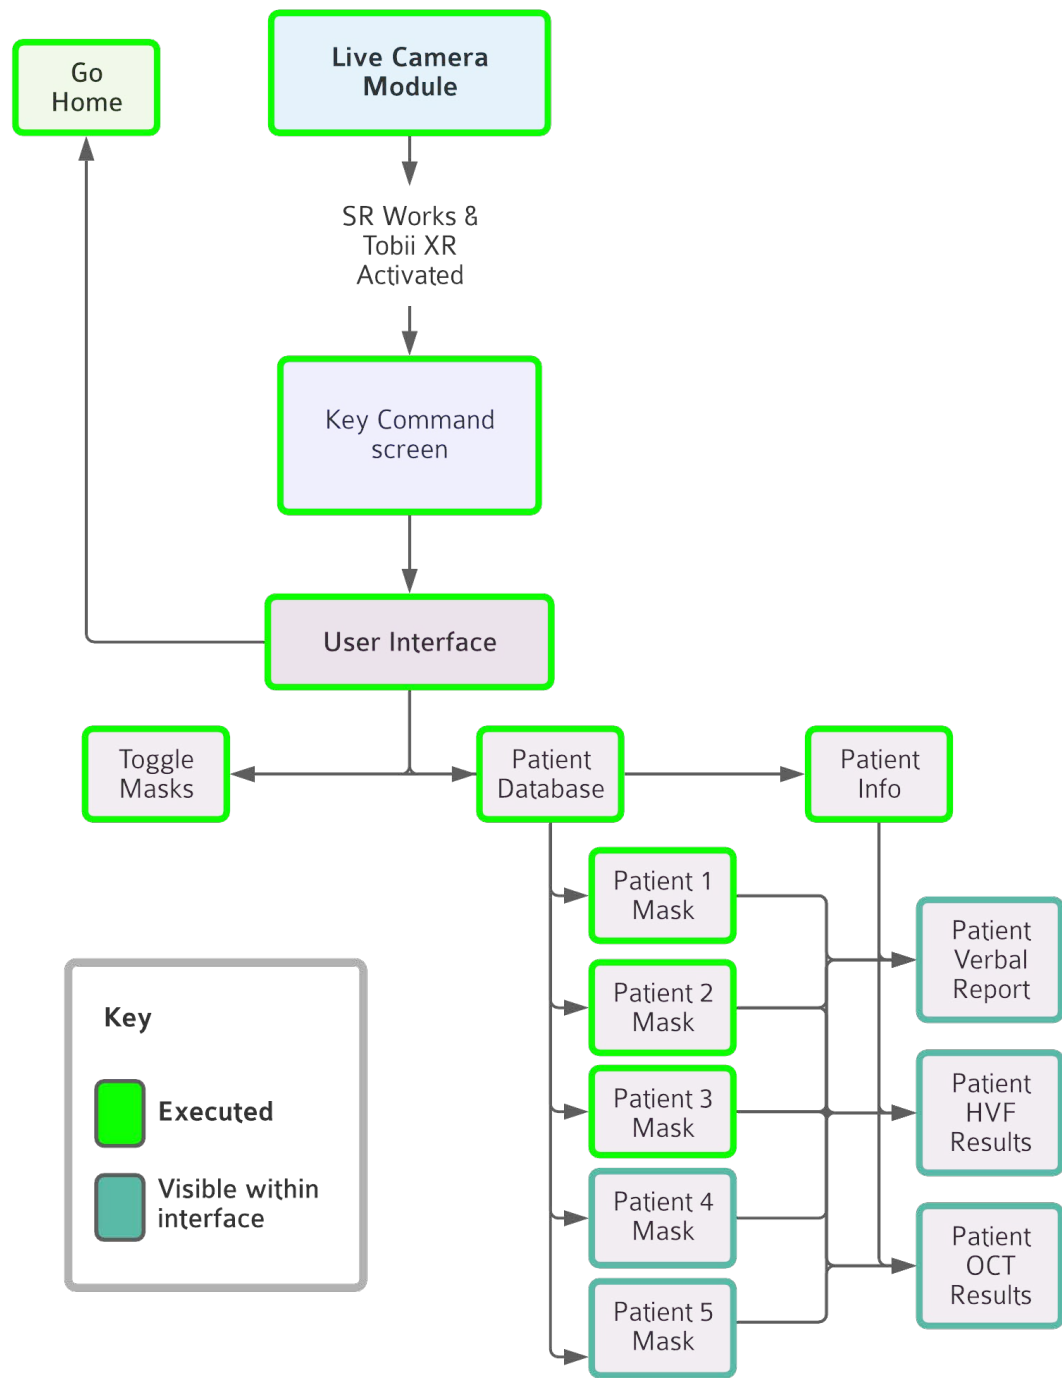 Go
Home
Live Camera
Module
SR Works &
Tobii XR
Activated
Key Command
screen
User Interface
Toggle
Masks
Patient
Database
Patient
Info
Patient 1
Mask
Patient 2
Mask
Patient 3
Mask
Patient 4
Mask
Patient 5
Mask
Patient
Verbal
Report
Patient
HVF
Results
Patient
OCT
Results
Key
Executed
Visible within
interface